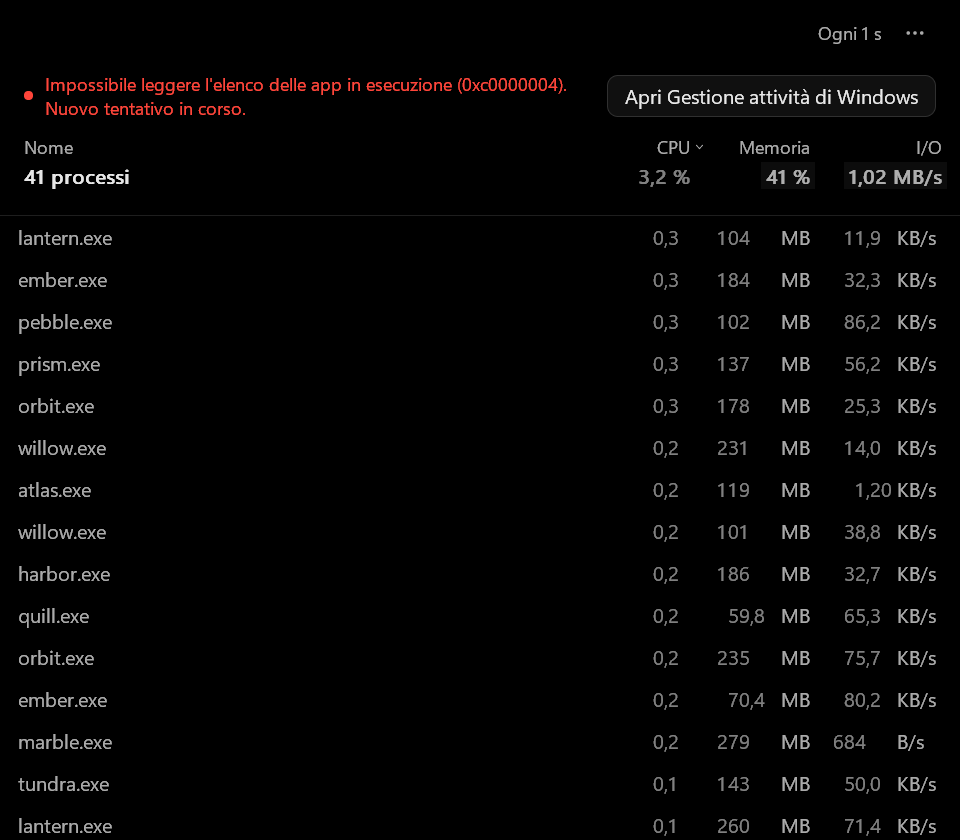 Ogni 1 s ···
Impossibile leggere l'elenco delle app in esecuzione (0xc0000004).
Nuovo tentativo in corso.
Apri Gestione attività di Windows
Nome CPU Memoria I/O
41 processi 3,2 % 41 % 1,02 MB/s
lantern.exe 0,3 104 MB 11,9 KB/s
ember.exe 0,3 184 MB 32,3 KB/s
pebble.exe 0,3 102 MB 86,2 KB/s
prism.exe 0,3 137 MB 56,2 KB/s
orbit.exe 0,3 178 MB 25,3 KB/s
willow.exe 0,2 231 MB 14,0 KB/s
atlas.exe 0,2 119 MB 1,20 KB/s
willow.exe 0,2 101 MB 38,8 KB/s
harbor.exe 0,2 186 MB 32,7 KB/s
quill.exe 0,2 59,8 MB 65,3 KB/s
orbit.exe 0,2 235 MB 75,7 KB/s
ember.exe 0,2 70,4 MB 80,2 KB/s
marble.exe 0,2 279 MB 684 B/s
tundra.exe 0,1 143 MB 50,0 KB/s
lantern.exe 0,1 260 MB 71,4 KB/s